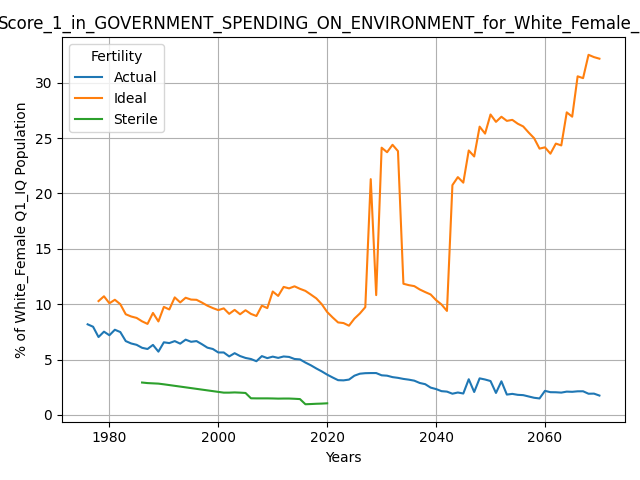 Score_1_in_GOVERNMENT_SPENDING_ON_ENVIRONMENT_for_White_Female_
Fertility
Actual
Ideal
Sterile
% of White_Female Q1_IQ Population
30
25
20
15
10
5
0
1980 2000 2020 2040 2060
Years